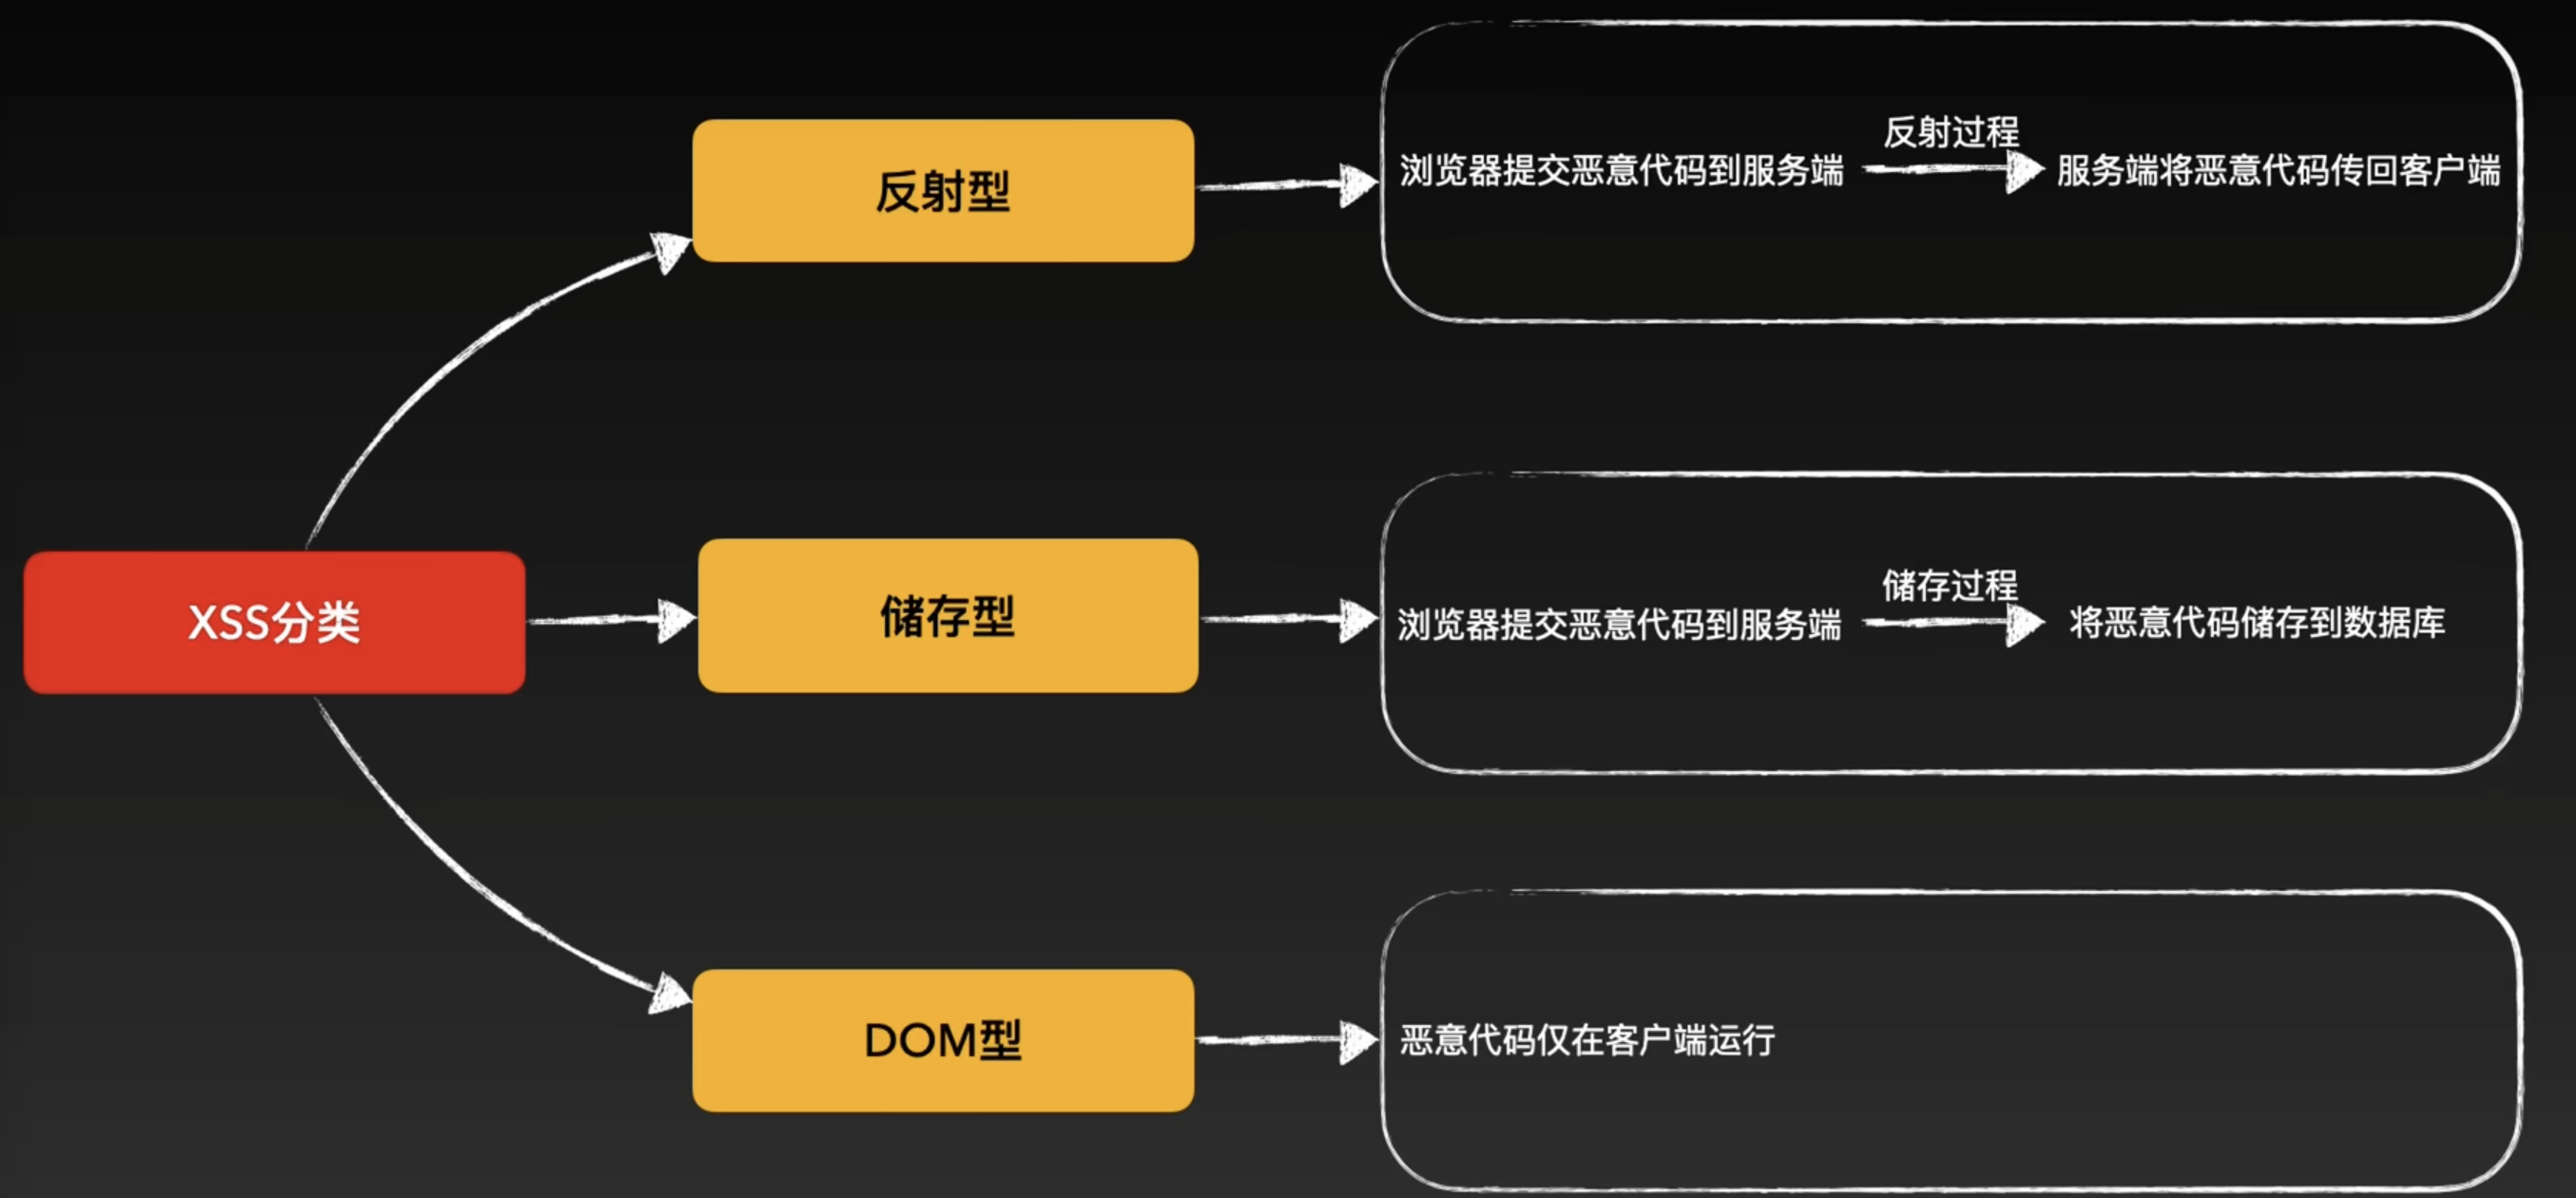 反射型
反射过程
浏览器提交恶意代码到服务端
服务端将恶意代码传回客户端
XSS分类
储存型
储存过程
浏览器提交恶意代码到服务端
将恶意代码储存到数据库
DOM型
恶意代码仅在客户端运行